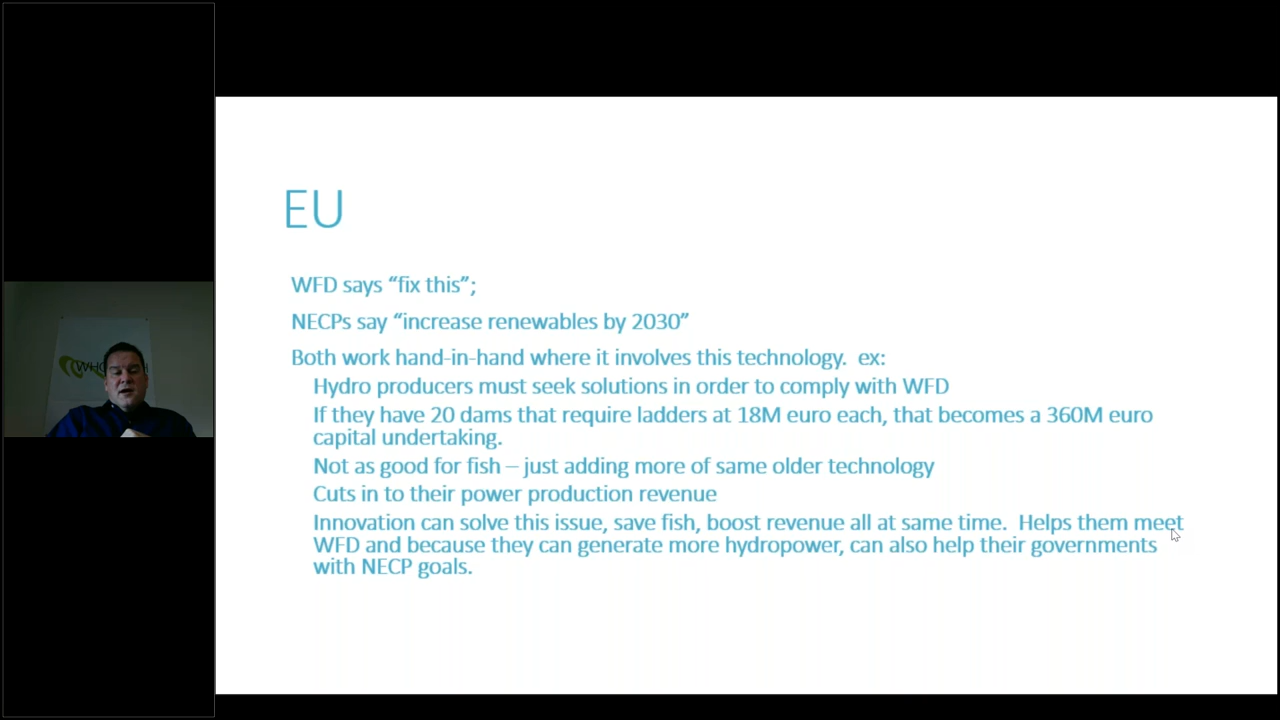 EU
WFD says “fix this”;
NECPs say “increase renewables by 2030”
Both work hand-in-hand where it involves this technology.  ex:
Hydro producers must seek solutions in order to comply with WFD
If they have 20 dams that require ladders at 18M euro each, that becomes a 360M euro
capital undertaking.
Not as good for fish – just adding more of same older technology
Cuts in to their power production revenue
Innovation can solve this issue, save fish, boost revenue all at same time.  Helps them meet
WFD and because they can generate more hydropower, can also help their governments
with NECP goals.